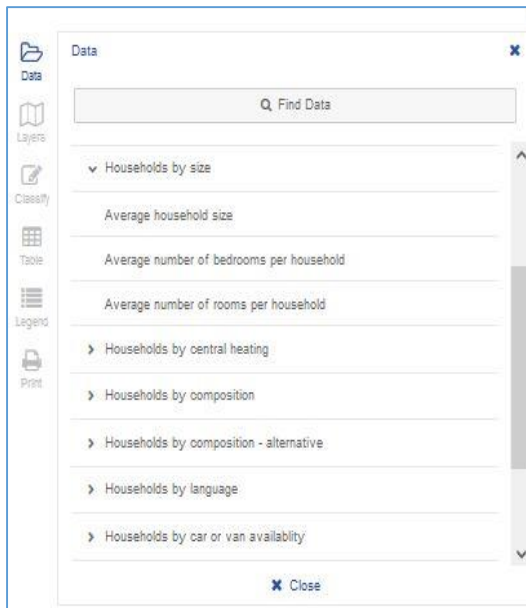 Data
Data
Layers
Classify
Table
Legend
Print
Find Data
Households by size
Average household size
Average number of bedrooms per household
Average number of rooms per household
Households by central heating
Households by composition
Households by composition - alternative
Households by language
Households by car or van availablity
Close